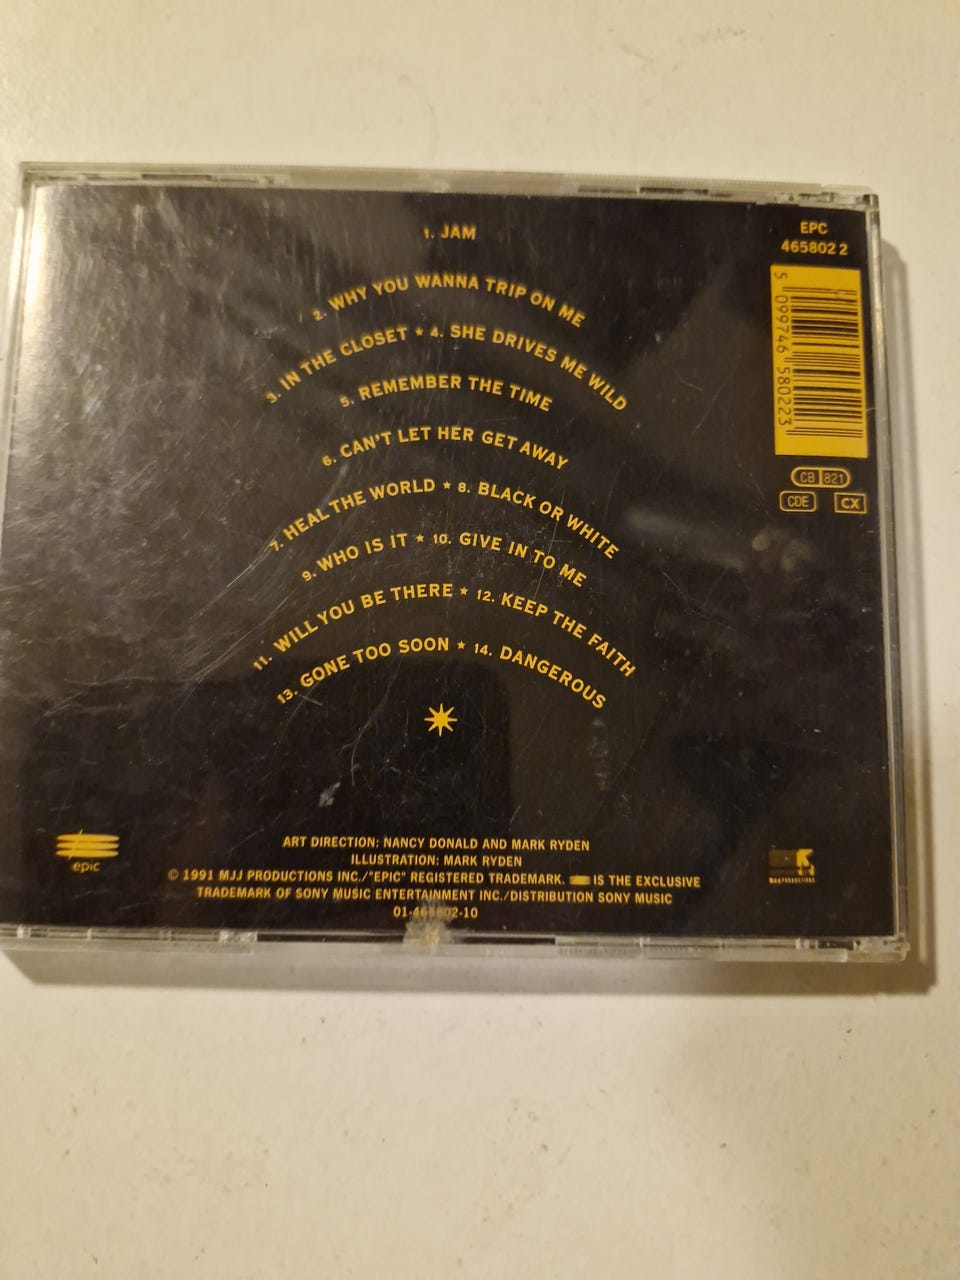 1. JAM
2. WHY YOU WANNA TRIP ON ME
3. IN THE CLOSET ★ 4. SHE DRIVES ME WILD
5. REMEMBER THE TIME
6. CAN'T LET HER GET AWAY
7. HEAL THE WORLD ★ 8. BLACK OR WHITE
9. WHO IS IT ★ 10. GIVE IN TO ME
11. WILL YOU BE THERE ★ 12. KEEP THE FAITH
13. GONE TOO SOON ★ 14. DANGEROUS
EPC
465802 2
5 099746 580223
CB 821
CDE CX
epic
ART DIRECTION: NANCY DONALD AND MARK RYDEN
ILLUSTRATION: MARK RYDEN
© 1991 MJJ PRODUCTIONS INC./"EPIC" REGISTERED TRADEMARK. IS THE EXCLUSIVE
TRADEMARK OF SONY MUSIC ENTERTAINMENT INC./DISTRIBUTION SONY MUSIC